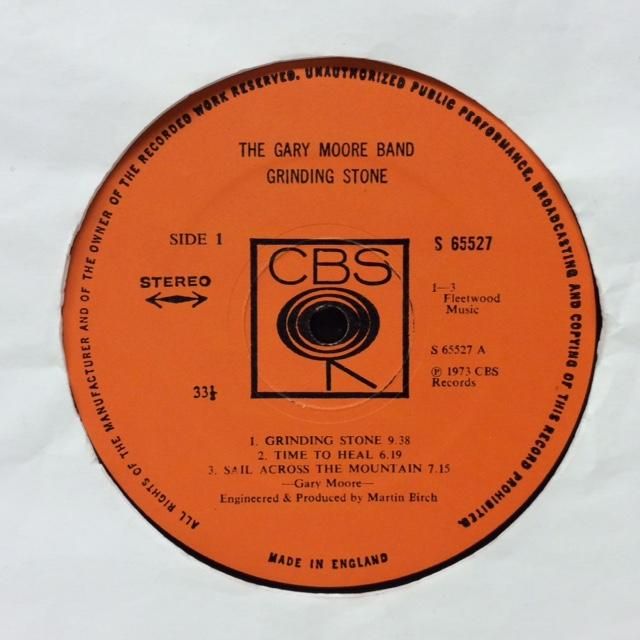 ALL RIGHTS OF THE MANUFACTURER AND OF THE OWNER OF THE RECORDED WORK RESERVED. UNAUTHORIZED PUBLIC PERFORMANCE, BROADCASTING AND COPYING OF THIS RECORD PROHIBITED.
THE GARY MOORE BAND
GRINDING STONE
SIDE 1
S 65527
CBS
STEREO
1—3
Fleetwood
Music
S 65527 A
℗ 1973 CBS
Records
33⅓
1. GRINDING STONE 9.38
2. TIME TO HEAL 6.19
3. SAIL ACROSS THE MOUNTAIN 7.15
—Gary Moore—
Engineered & Produced by Martin Birch
MADE IN ENGLAND